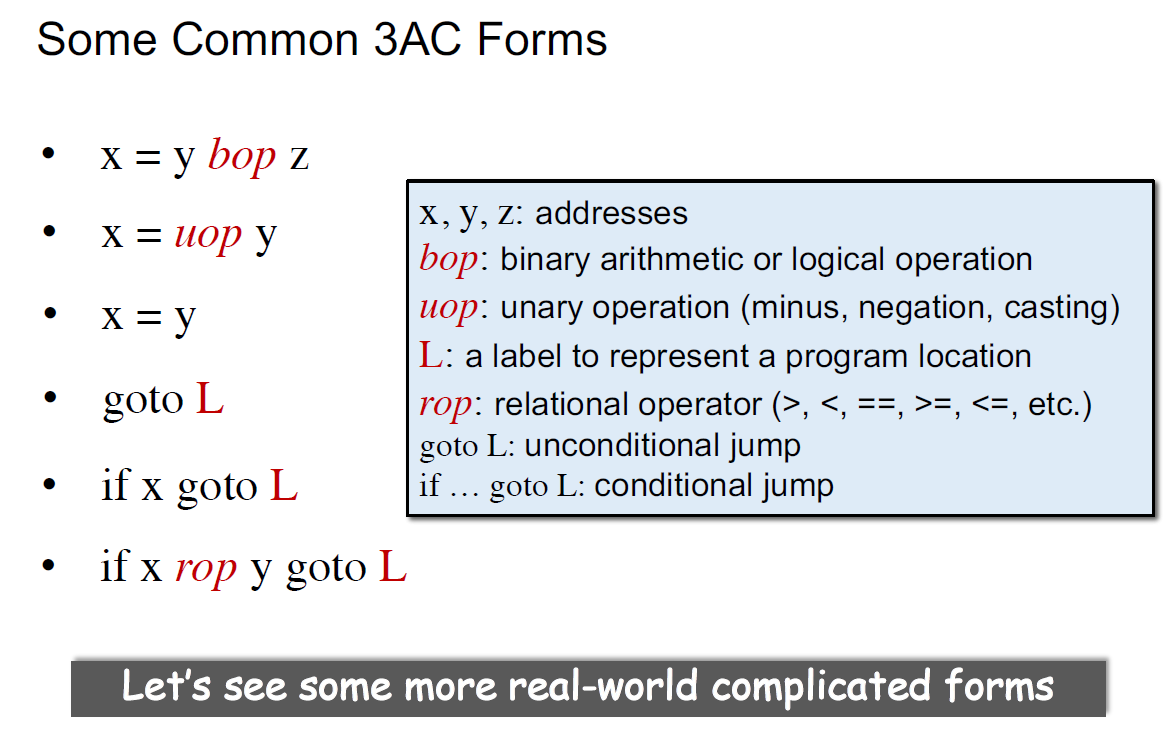 Some Common 3AC Forms
• x = y bop z
• x = uop y
• x = y
• goto L
• if x goto L
• if x rop y goto L
x, y, z: addresses
bop: binary arithmetic or logical operation
uop: unary operation (minus, negation, casting)
L: a label to represent a program location
rop: relational operator (>, <, ==, >=, <=, etc.)
goto L: unconditional jump
if … goto L: conditional jump
Let's see some more real-world complicated forms